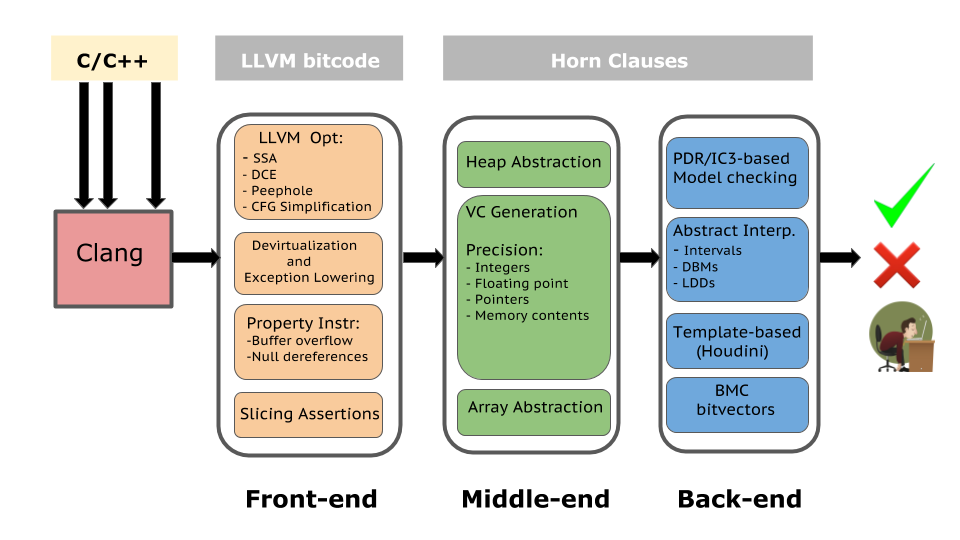 C/C++
LLVM bitcode
Horn Clauses
Clang
LLVM Opt:
- SSA
- DCE
- Peephole
- CFG Simplification
Devirtualization
and
Exception Lowering
Property Instr:
-Buffer overflow
-Null dereferences
Slicing Assertions
Heap Abstraction
VC Generation
Precision:
- Integers
- Floating point
- Pointers
- Memory contents
Array Abstraction
PDR/IC3-based
Model checking
Abstract Interp.
- Intervals
- DBMs
- LDDs
Template-based
(Houdini)
BMC
bitvectors
Front-end
Middle-end
Back-end